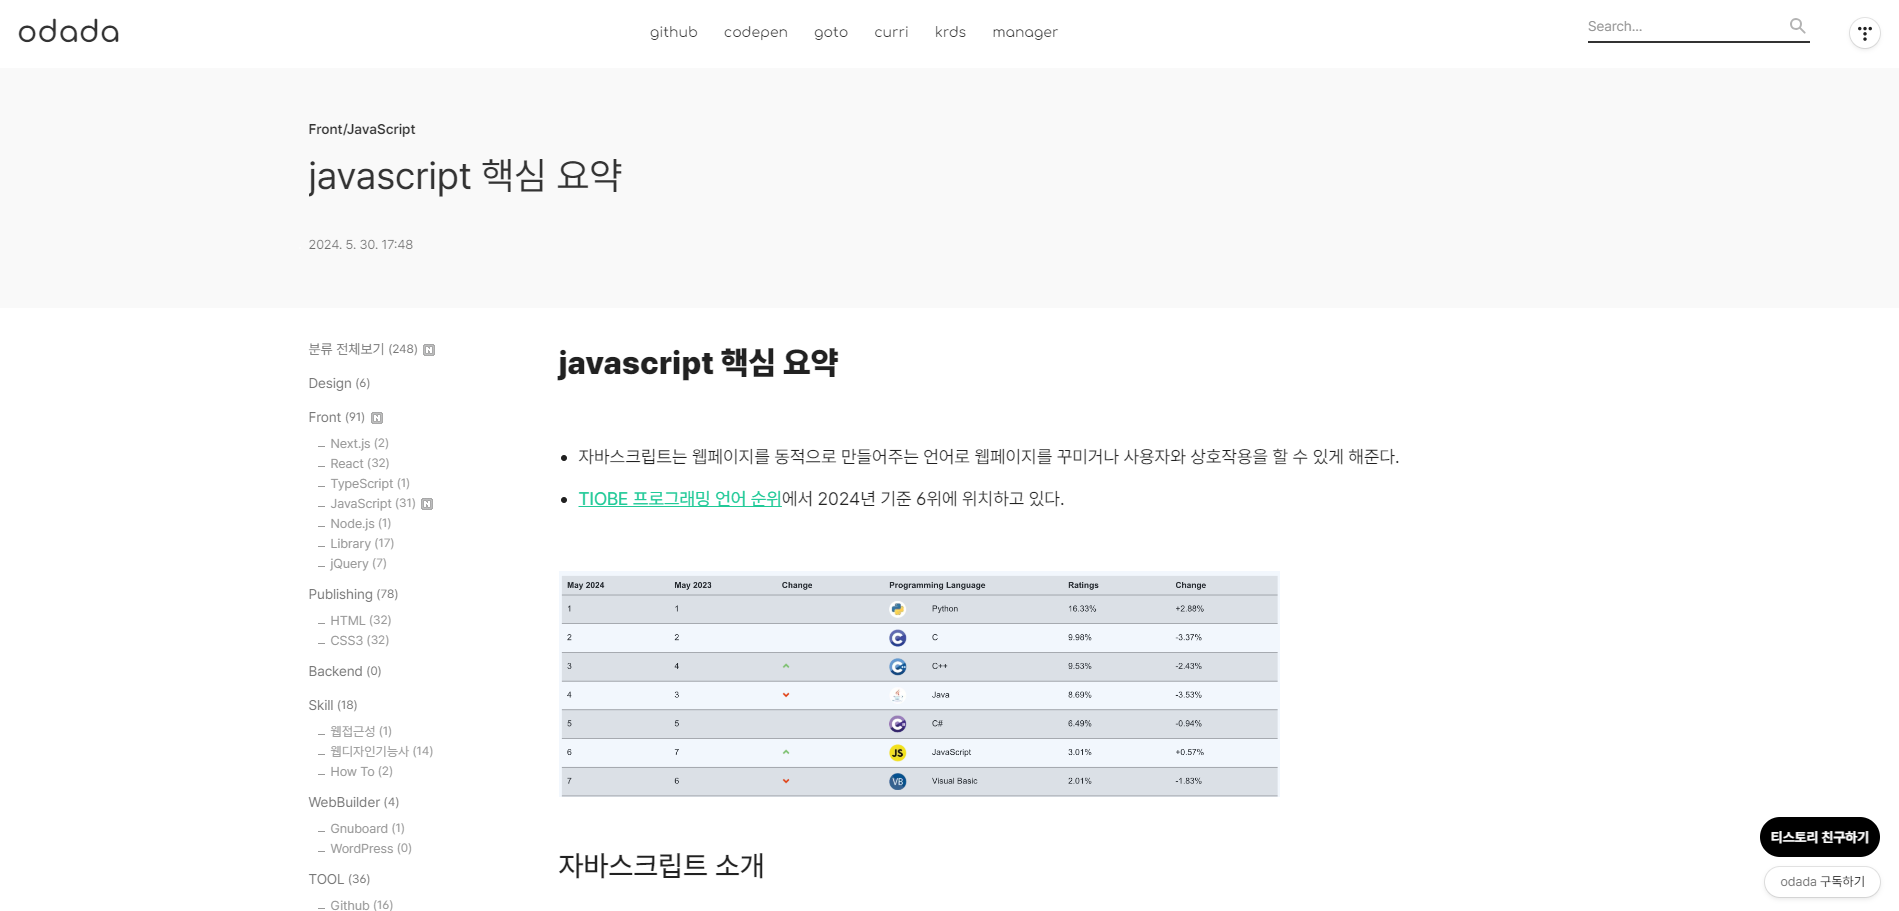 odada
github codepen goto curri krds manager
Search...
Front/JavaScript
javascript 핵심 요약
2024. 5. 30. 17:48
분류 전체보기 (248) N
Design (6)
Front (91) N
Next.js (2)
React (32)
TypeScript (1)
JavaScript (31) N
Node.js (1)
Library (17)
jQuery (7)
Publishing (78)
HTML (32)
CSS3 (32)
Backend (0)
Skill (18)
웹접근성 (1)
웹디자인기능사 (14)
How To (2)
WebBuilder (4)
Gnuboard (1)
WordPress (0)
TOOL (36)
Github (16)
javascript 핵심 요약
자바스크립트는 웹페이지를 동적으로 만들어주는 언어로 웹페이지를 꾸미거나 사용자와 상호작용을 할 수 있게 해준다.
TIOBE 프로그래밍 언어 순위에서 2024년 기준 6위에 위치하고 있다.
May 2024 May 2023 Change Programming Language Ratings Change
1 1 Python 16.33% +2.88%
2 2 C C 9.98% -3.37%
3 4 C++ C++ 9.53% -2.43%
4 3 Java 8.69% -3.53%
5 5 C C# 6.49% -0.94%
6 7 JS JavaScript 3.01% +0.57%
7 6 VB Visual Basic 2.01% -1.83%
자바스크립트 소개
티스토리 친구하기
odada 구독하기